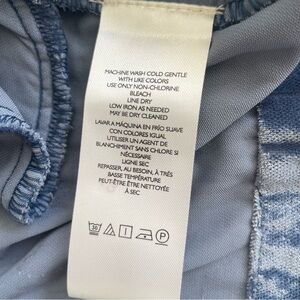 MACHINE WASH COLD GENTLE
WITH LIKE COLORS
USE ONLY NON-CHLORINE
BLEACH
LINE DRY
LOW IRON AS NEEDED
MAY BE DRY CLEANED
LAVAR A MÁQUINA EN FRÍO SUAVE
CON COLORES IGUAL
UTILISER UN AGENT DE
BLANCHIMENT SANS CHLORE SI
NÉCESSAIRE
LIGNE SEC
REPASSER, AU BESOIN, À TRÈS
BASSE TEMPÉRATURE
PEUT-ÊTRE ÊTRE NETTOYÉE
À SEC
30 P